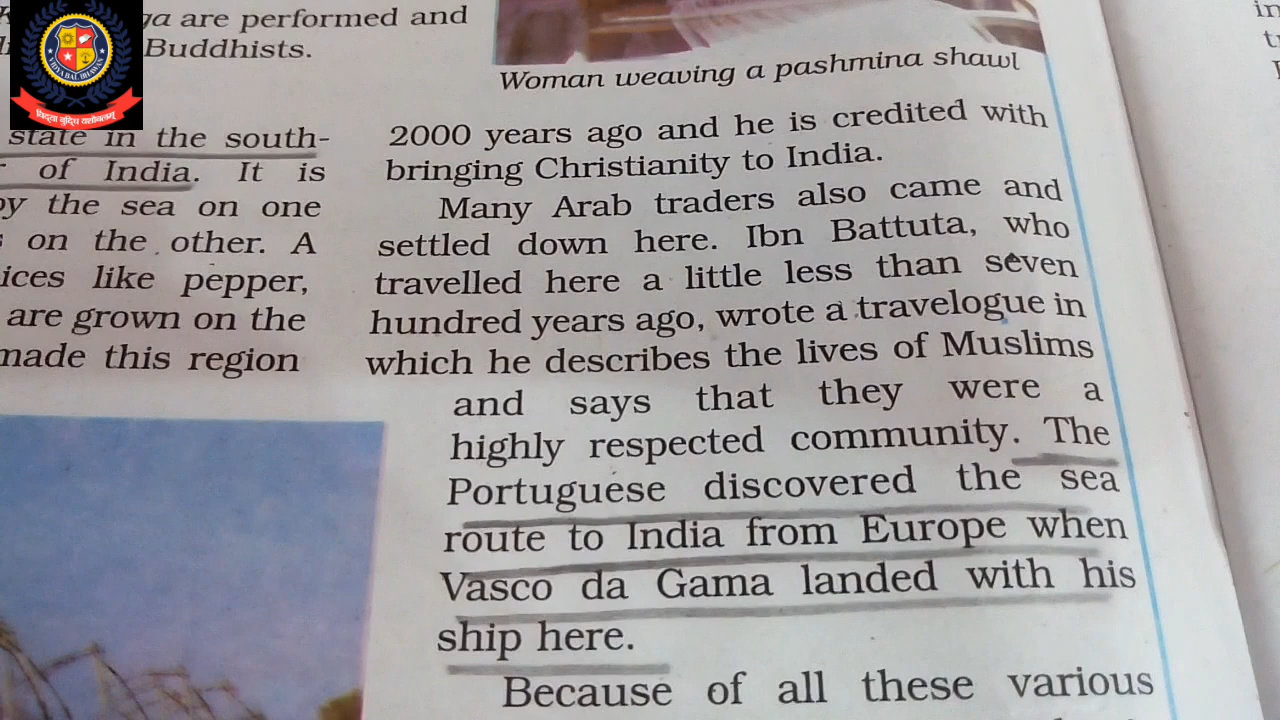 are performed and
Buddhists.
VIDYA BAL BHAWAN
state in the south-
of India. It is
by the sea on one
on the other. A
like pepper,
are grown on the
made this region
Woman weaving a pashmina shawl
2000 years ago and he is credited with
bringing Christianity to India.
Many Arab traders also came and
settled down here. Ibn Battuta, who
travelled here a little less than seven
hundred years ago, wrote a travelogue in
which he describes the lives of Muslims
and says that they were a
highly respected community. The
Portuguese discovered the sea
route to India from Europe when
Vasco da Gama landed with his
ship here.
Because of all these various